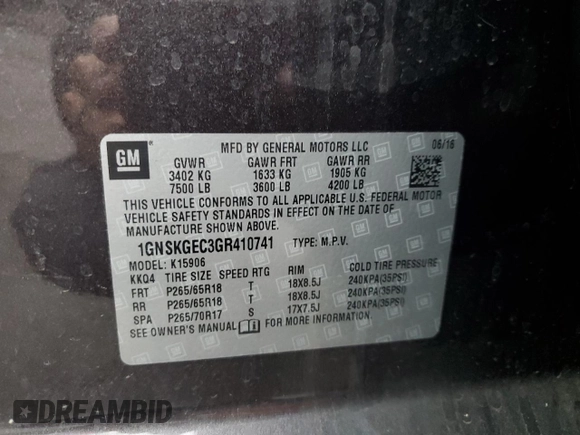 GM
MFD BY GENERAL MOTORS LLC 06/16
GVWR GAWR FRT GAWR RR
3402 KG 1633 KG 1905 KG
7500 LB 3600 LB 4200 LB
THIS VEHICLE CONFORMS TO ALL APPLICABLE U.S. FEDERAL MOTOR
VEHICLE SAFETY, BUMPER, AND THEFT PREVENTION STANDARDS
IN EFFECT ON THE DATE OF MANUFACTURE
SHOWN ABOVE.
1GNSKGEC3GR410741 TYPE: M.P.V.
MODEL: K15906
KKQ4 TIRE SIZE SPEED RTG RIM COLD TIRE PRESSURE
FRT P265/65R18 T 18X8.5J 240KPA(35PSI)
RR P265/65R18 T 18X8.5J 240KPA(35PSI)
SPA P265/70R17 S 17X7.5J 240KPA(35PSI)
SEE OWNER'S MANUAL FOR MORE INFORMATION.
DREAMBID